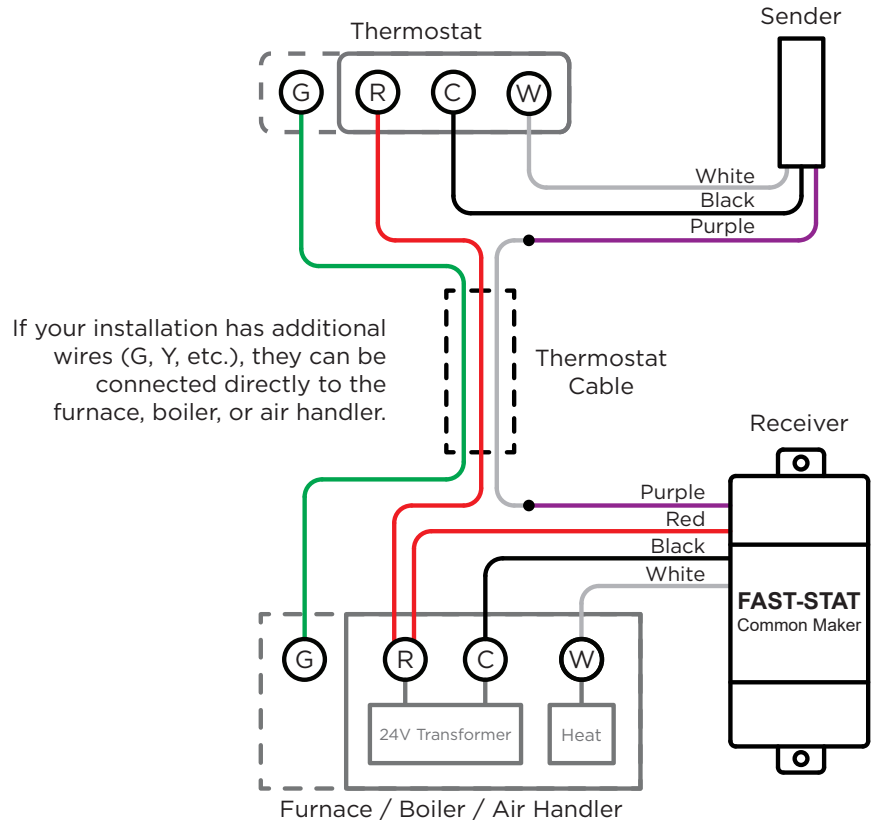 Sender
Thermostat
G R C W
White
Black
Purple
If your installation has additional
wires (G, Y, etc.), they can be
connected directly to the
furnace, boiler, or air handler.
Thermostat
Cable
Receiver
Purple
Red
Black
White
FAST-STAT
Common Maker
G R C W
24V Transformer
Heat
Furnace / Boiler / Air Handler